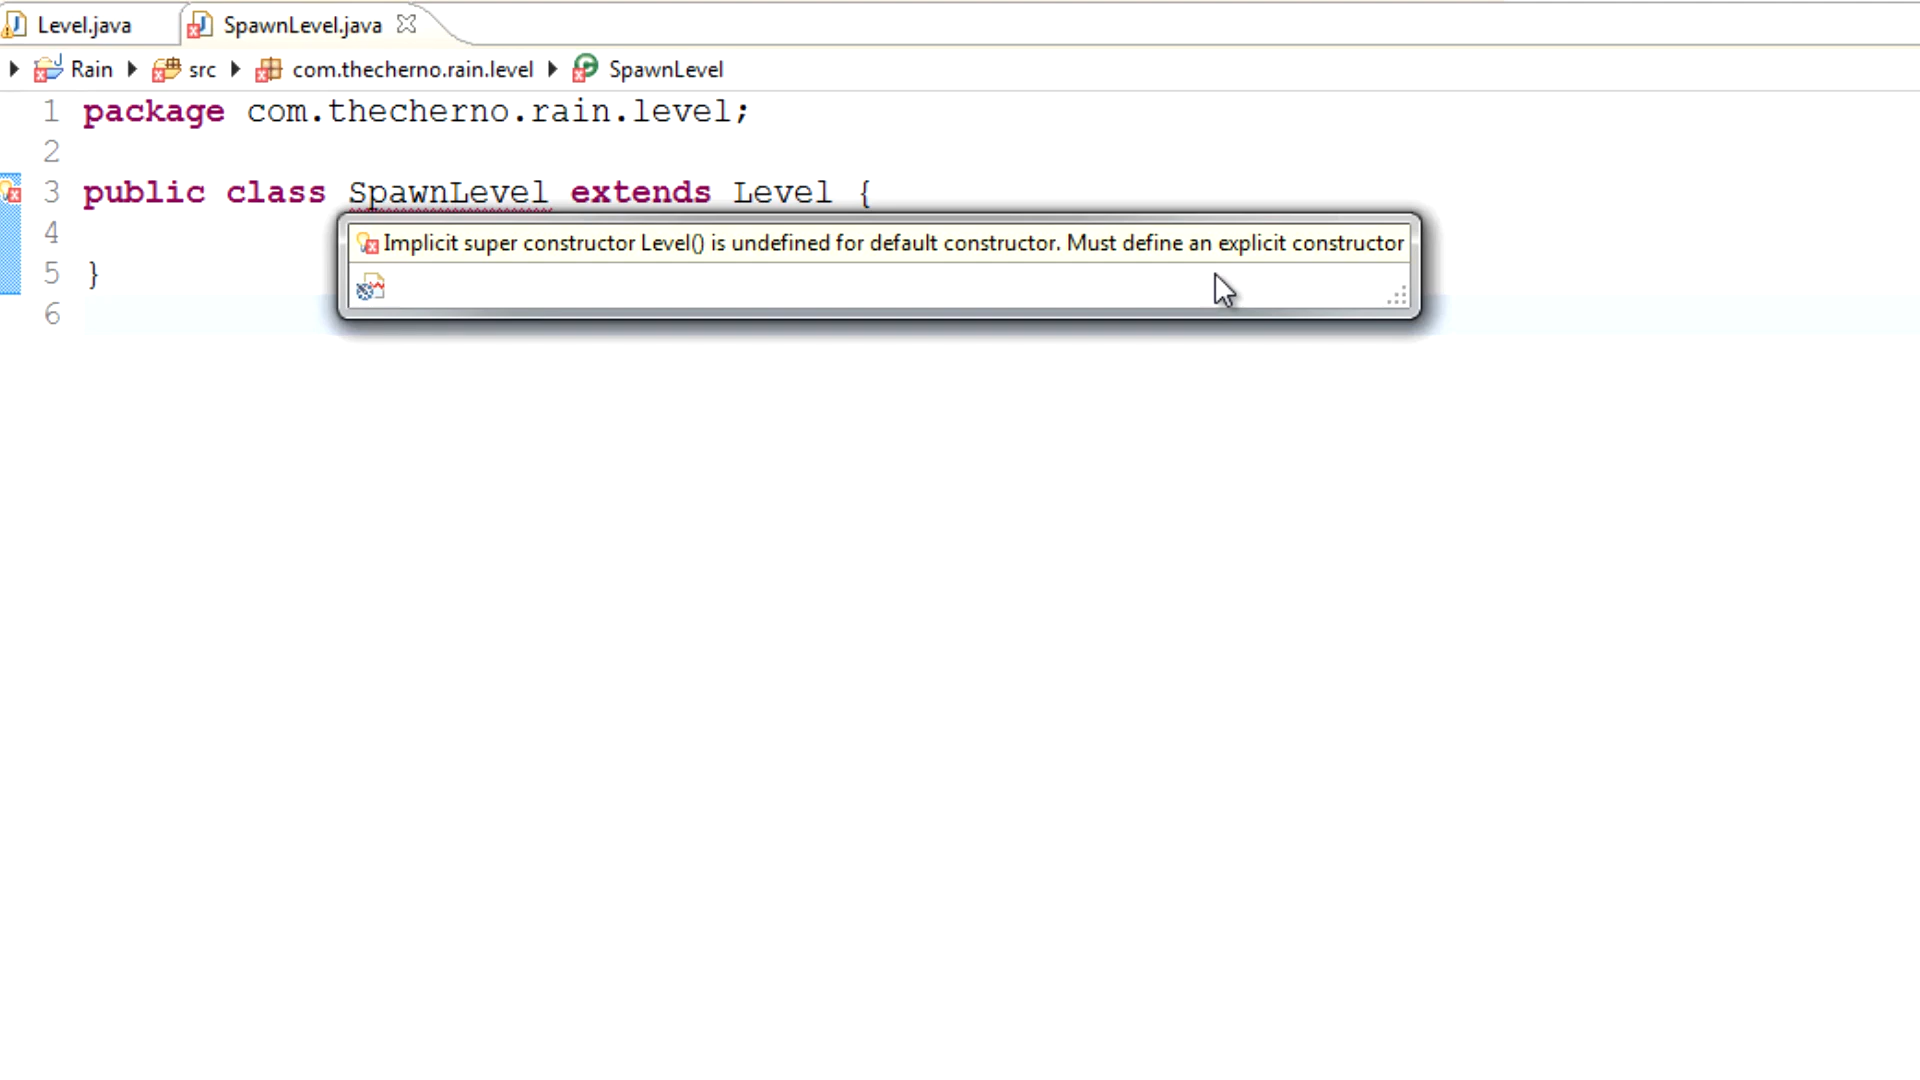 Level.java SpawnLevel.java
Rain src com.thecherno.rain.level SpawnLevel
1 package com.thecherno.rain.level;
2
3 public class SpawnLevel extends Level {
Implicit super constructor Level() is undefined for default constructor. Must define an explicit constructor
4
5 }
6